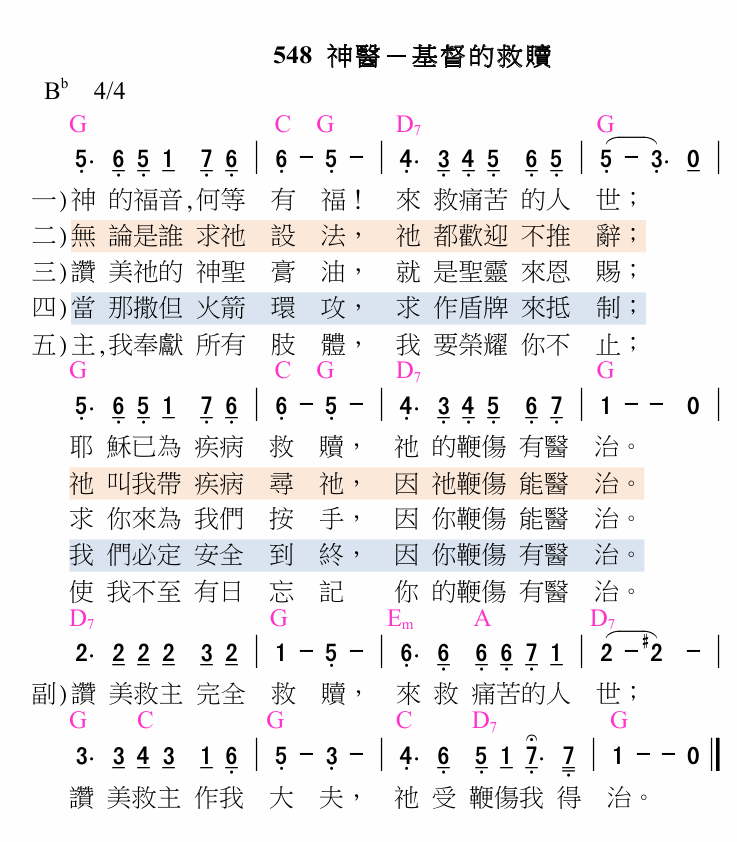 548 神醫－基督的救贖
Bb 4/4
G C G D7 G
5· 6 5 1 7 6 | 6 － 5 － | 4· 3 4 5 6 5 | 5 － 3· 0 |
一)神 的福音,何等 有 福！ 來 救痛苦 的人 世；
二)無 論是誰 求祂 設 法， 祂 都歡迎 不推 辭；
三)讚 美祂的 神聖 膏 油， 就 是聖靈 來恩 賜；
四)當 那撒但 火箭 環 攻， 求 作盾牌 來抵 制；
五)主,我奉獻 所有 肢 體， 我 要榮耀 你不 止；
G C G D7 G
5· 6 5 1 7 6 | 6 － 5 － | 4· 3 4 5 6 7 | 1 － － 0 |
耶 穌已為 疾病 救 贖， 祂 的鞭傷 有醫 治。
祂 叫我帶 疾病 尋 祂， 因 祂鞭傷 能醫 治。
求 你來為 我們 按 手， 因 你鞭傷 能醫 治。
我 們必定 安全 到 終， 因 你鞭傷 有醫 治。
使 我不至 有日 忘 記 你 的鞭傷 有醫 治。
D7 G Em A D7
2· 2 2 2 3 2 | 1 － 5 － | 6· 6 6 6 7 1 | 2 － #2 － |
副)讚 美救主 完全 救 贖， 來 救 痛苦的人 世；
G C G C D7 G
3· 3 4 3 1 6 | 5 － 3 － | 4· 6 5 1 7· 7 | 1 － － 0 ‖
讚 美救主 作我 大 夫， 祂 受 鞭傷我 得 治。